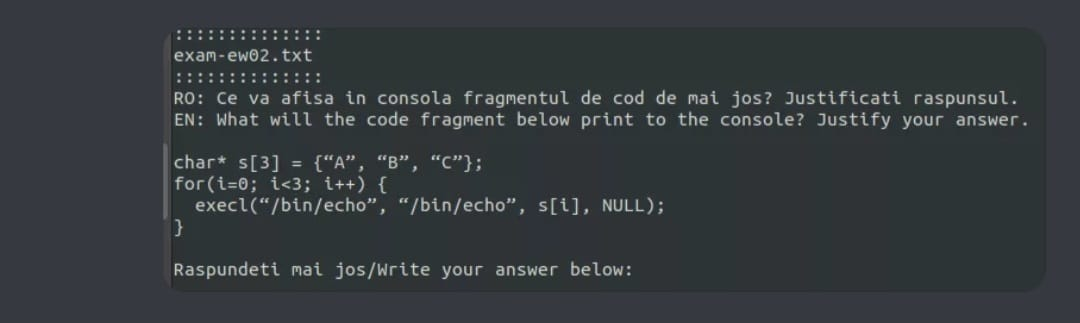 ::::::::::::::
exam-ew02.txt
::::::::::::::
RO: Ce va afisa in consola fragmentul de cod de mai jos? Justificati raspunsul.
EN: What will the code fragment below print to the console? Justify your answer.
char* s[3] = {“A”, “B”, “C”};
for(i=0; i<3; i++) {
  execl(“/bin/echo”, “/bin/echo”, s[i], NULL);
}
Raspundeti mai jos/Write your answer below: